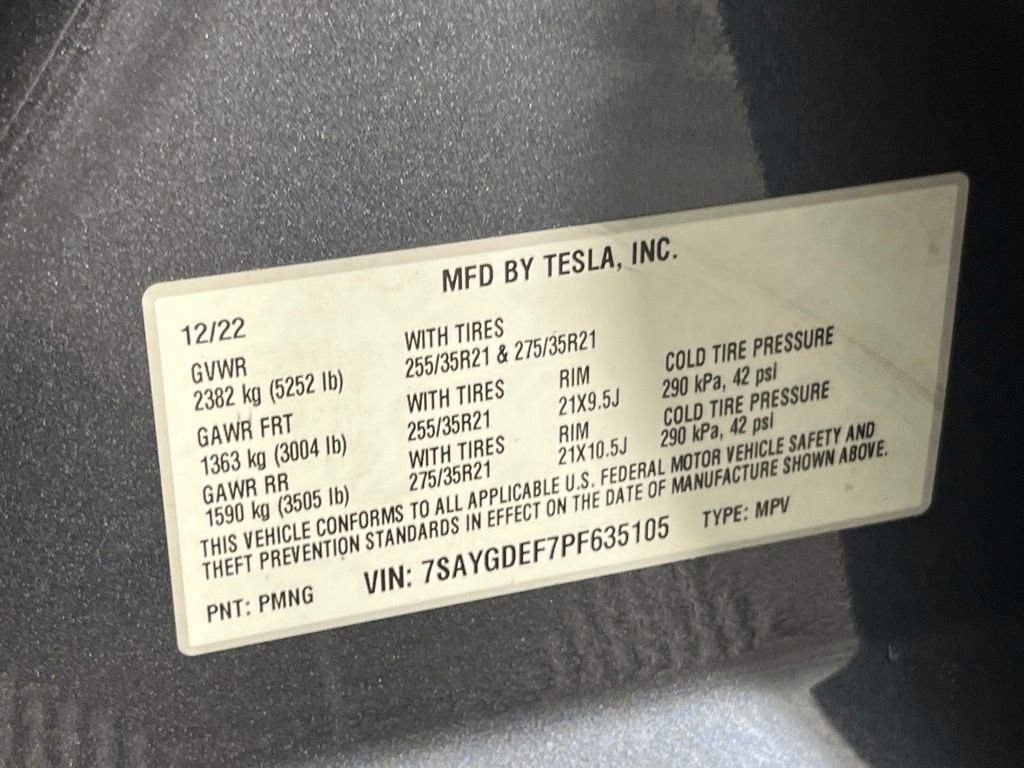 MFD BY TESLA, INC.
12/22
GVWR
2382 kg (5252 lb)
WITH TIRES
255/35R21 & 275/35R21
GAWR FRT
1363 kg (3004 lb)
WITH TIRES
255/35R21
RIM
21X9.5J
COLD TIRE PRESSURE
290 kPa, 42 psi
GAWR RR
1590 kg (3505 lb)
WITH TIRES
275/35R21
RIM
21X10.5J
COLD TIRE PRESSURE
290 kPa, 42 psi
THIS VEHICLE CONFORMS TO ALL APPLICABLE U.S. FEDERAL MOTOR VEHICLE SAFETY AND
THEFT PREVENTION STANDARDS IN EFFECT ON THE DATE OF MANUFACTURE SHOWN ABOVE.
PNT: PMNG VIN: 7SAYGDEF7PF635105 TYPE: MPV